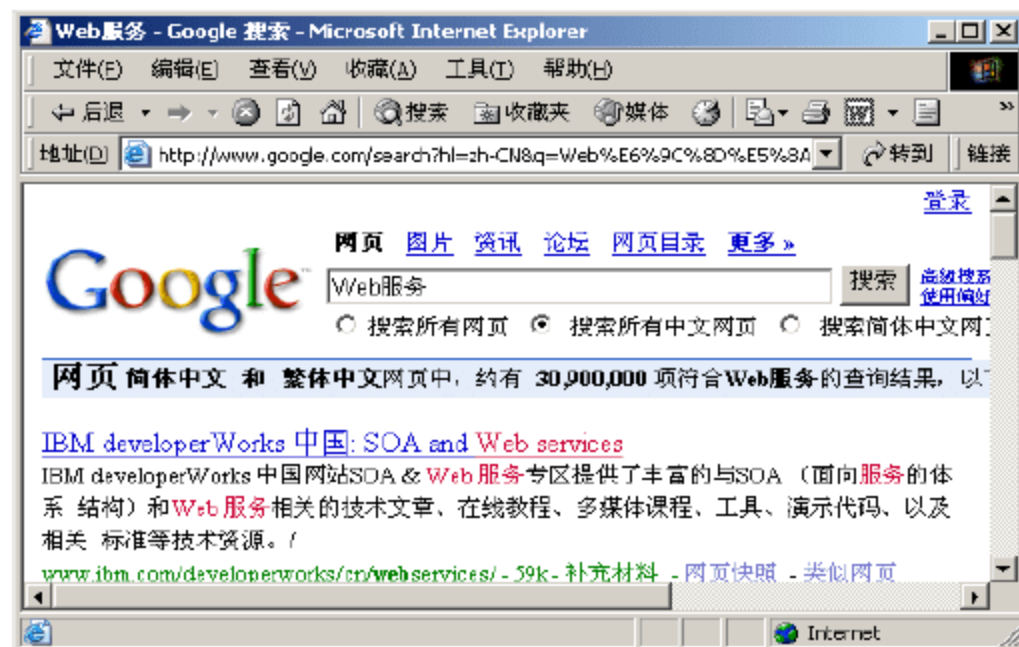 Web服务 - Google 搜索 - Microsoft Internet Explorer
文件(F) 编辑(E) 查看(V) 收藏(A) 工具(T) 帮助(H)
后退 搜索 收藏夹 媒体 »
地址(D) http://www.google.com/search?hl=zh-CN&q=Web%E6%9C%8D%E5%8A 转到 链接
登录
网页 图片 资讯 论坛 网页目录 更多 »
Google Web服务 搜索 高级搜索
使用偏好
搜索所有网页 搜索所有中文网页 搜索简体中文网
网页 简体中文 和 繁体中文网页中，约有 30,900,000 项符合Web服务的查询结果，以下
IBM developerWorks 中国: SOA and Web services
IBM developerWorks 中国网站SOA & Web 服务专区提供了丰富的与SOA （面向服务的体
系 结构）和Web 服务相关的技术文章、在线教程、多媒体课程、工具、演示代码、以及
相关 标准等技术资源。/
www.ibm.com/developerworks/cn/webservices/ - 59k - 补充材料 - 网页快照 - 类似网页
Internet